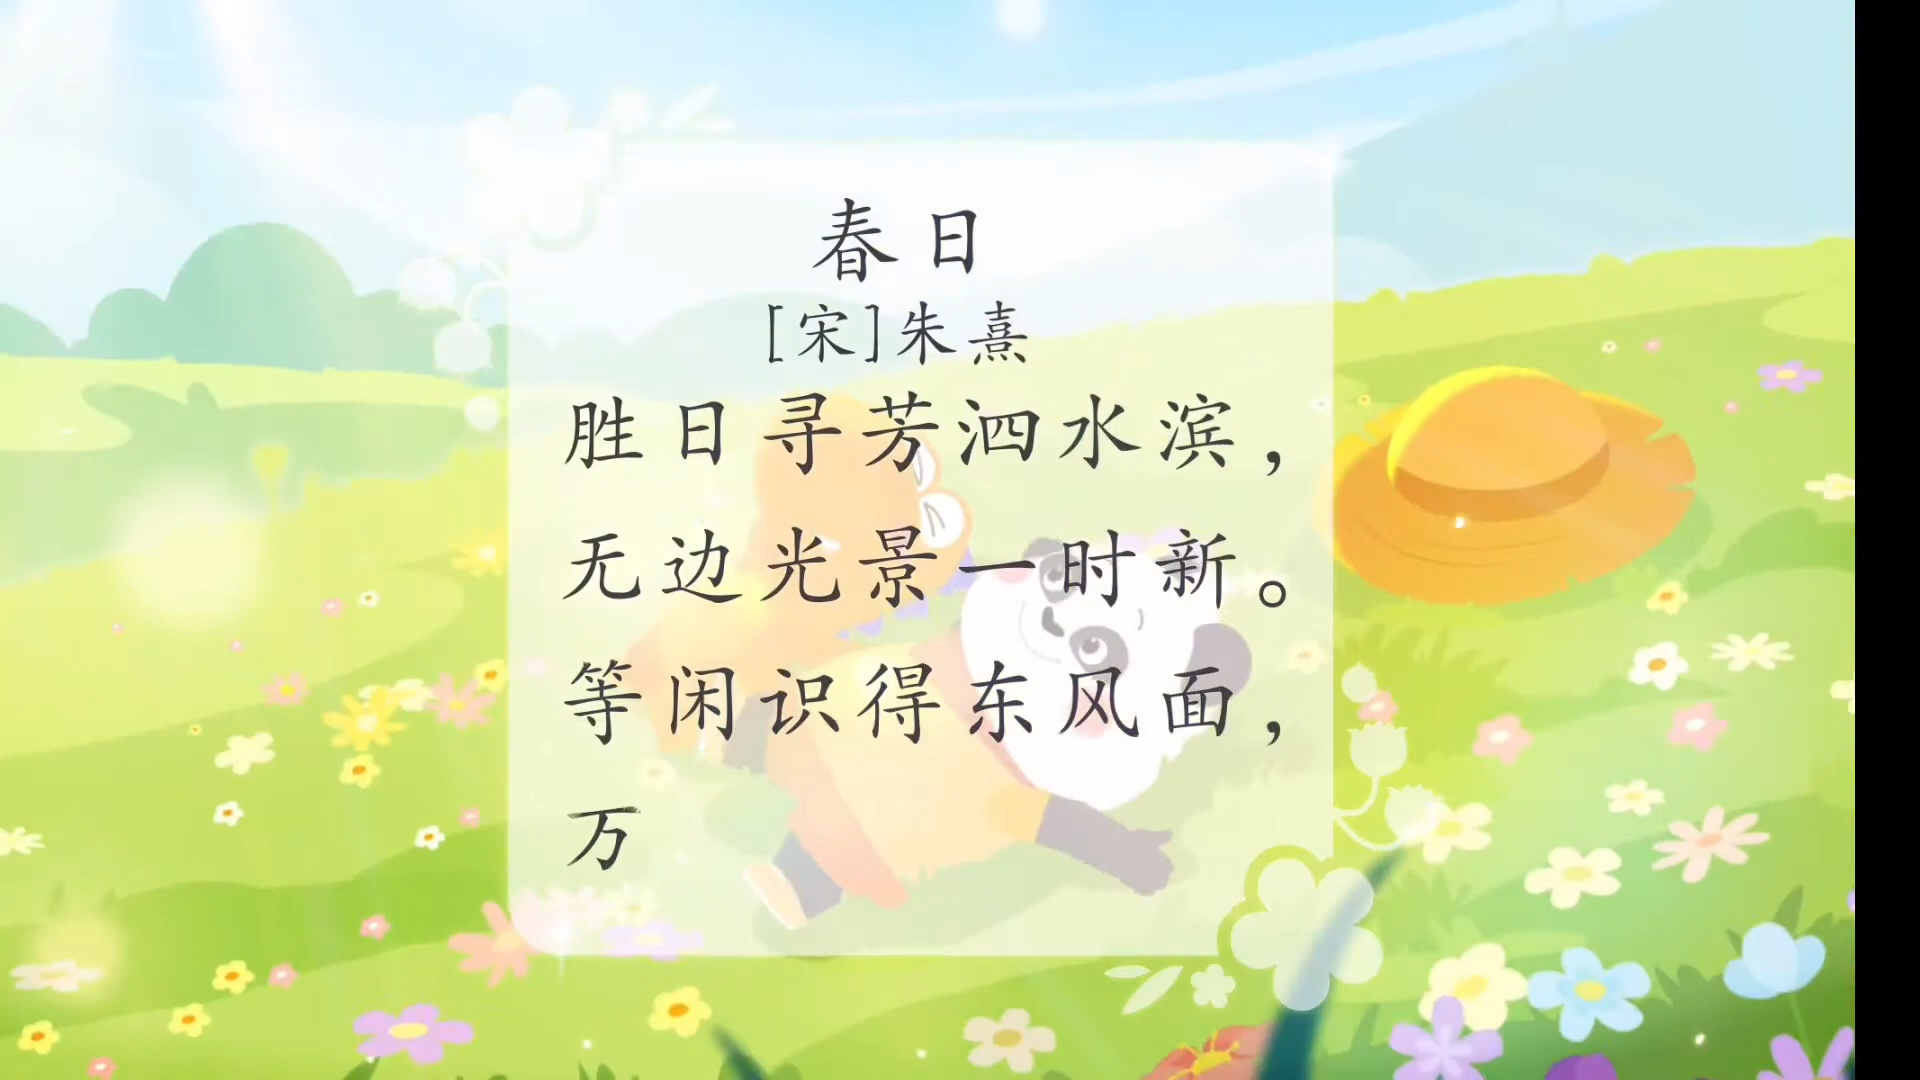 春日
[宋]朱熹
胜日寻芳泗水滨，
无边光景一时新。
等闲识得东风面，
万